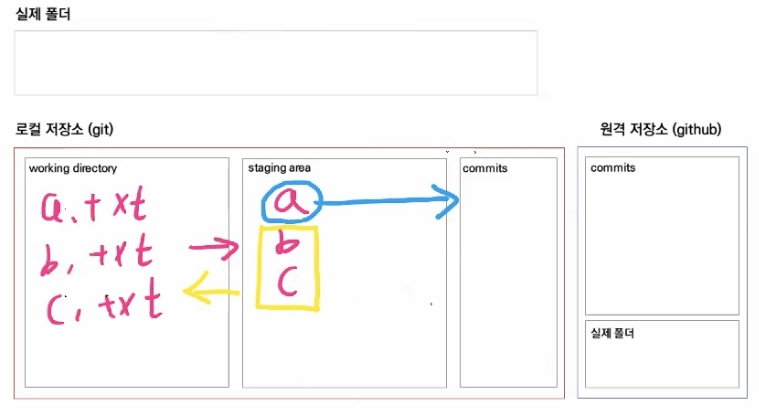 실제 폴더
로컬 저장소 (git)
원격 저장소 (github)
working directory
staging area
commits
commits
a.txt
b.txt
c.txt
a
b
c
실제 폴더